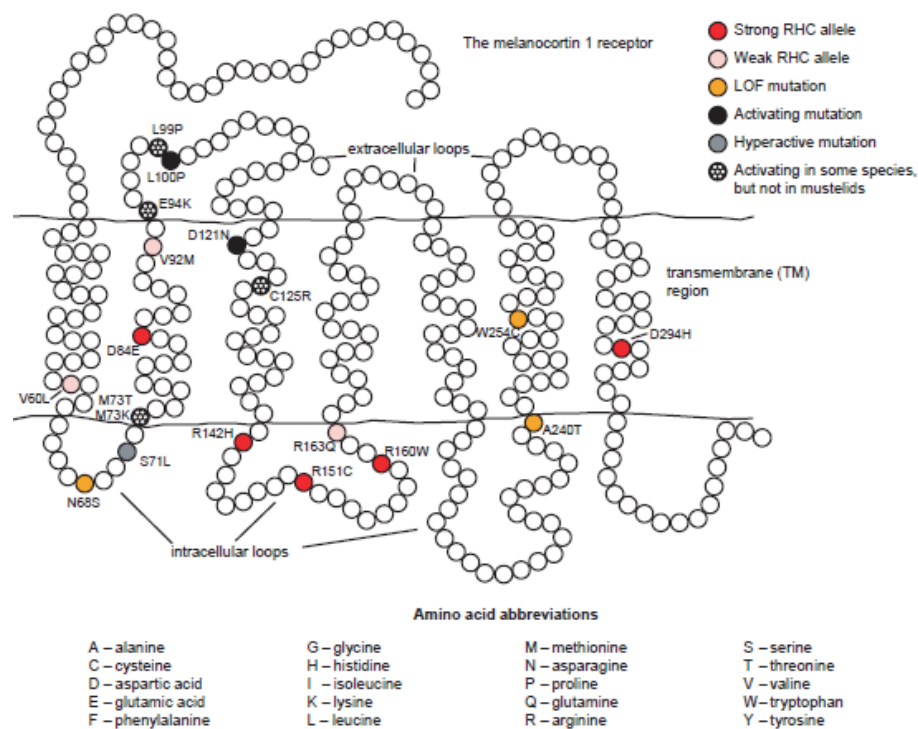 The melanocortin 1 receptor
Strong RHC allele
Weak RHC allele
LOF mutation
Activating mutation
Hyperactive mutation
Activating in some species,
but not in mustelids
L99P
L100P
extracellular loops
E94K
D121N
V92M
C125R
transmembrane (TM)
region
W254C
D294H
D84E
V60L
M73T
M73K
R142H
R163Q
R160W
A240T
S71L
R151C
N68S
intracellular loops
Amino acid abbreviations
A – alanine
C – cysteine
D – aspartic acid
E – glutamic acid
F – phenylalanine
G – glycine
H – histidine
I – isoleucine
K – lysine
L – leucine
M – methionine
N – asparagine
P – proline
Q – glutamine
R – arginine
S – serine
T – threonine
V – valine
W – tryptophan
Y – tyrosine